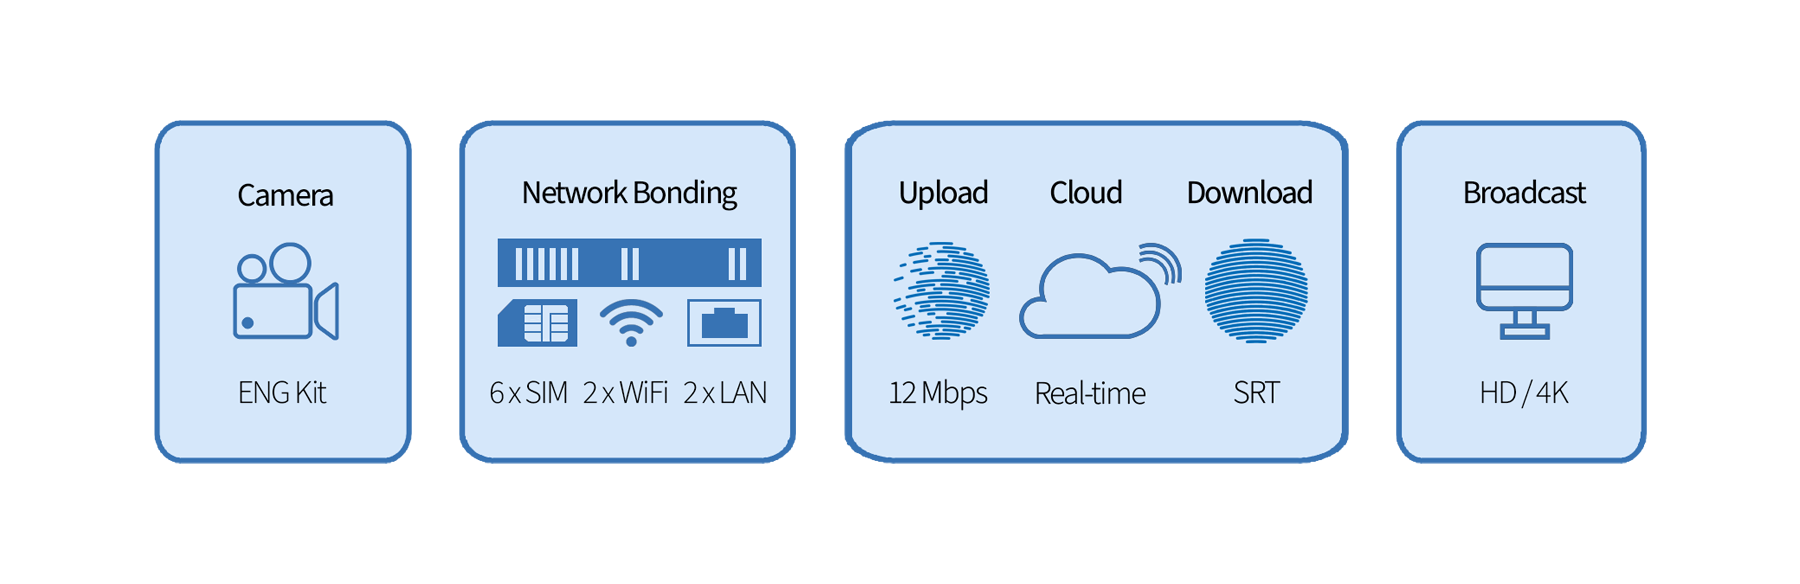 Camera
ENG Kit
Network Bonding
6 x SIM 2 x WiFi 2 x LAN
Upload Cloud Download
12 Mbps Real-time SRT
Broadcast
HD / 4K